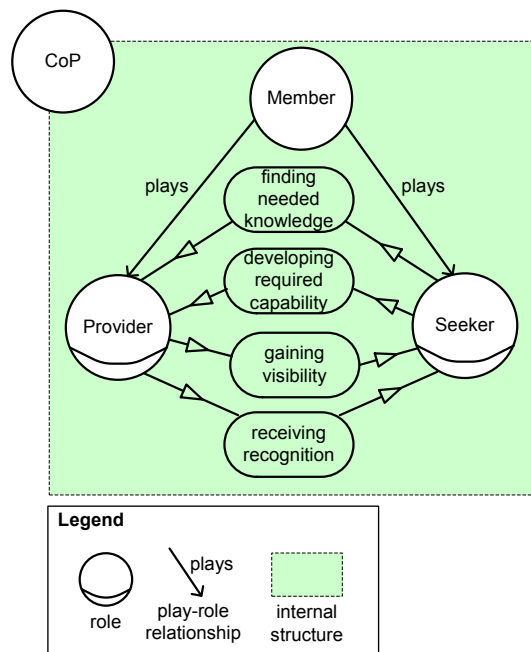 CoP
Member
plays
plays
finding
needed
knowledge
developing
required
capability
Provider
Seeker
gaining
visibility
receiving
recognition
Legend
plays
role
play-role
relationship
internal
structure